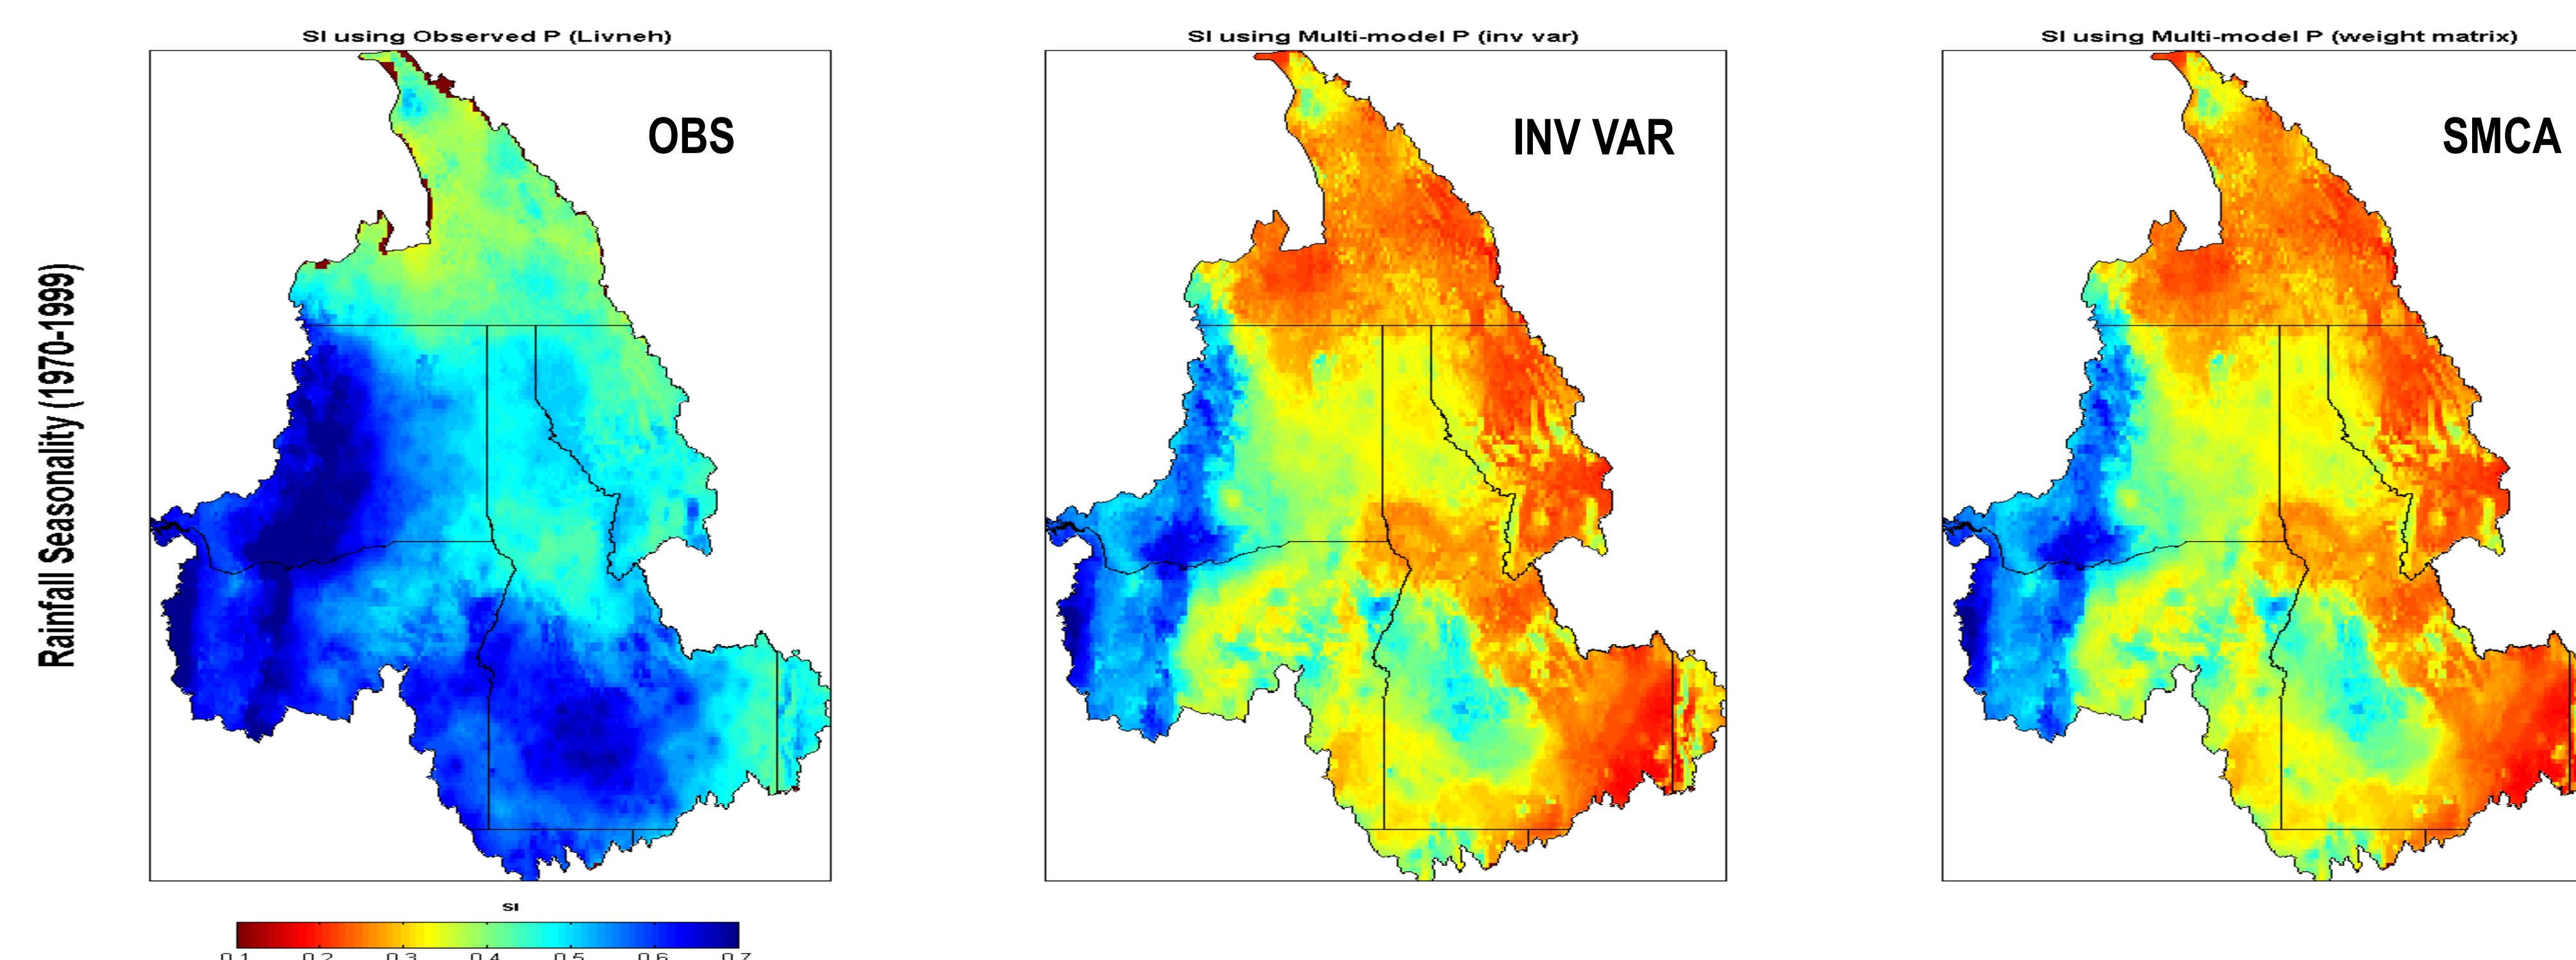 SI using Observed P (Livneh)
SI using Multi-model P (inv var)
SI using Multi-model P (weight matrix)
OBS
INV VAR
SMCA
Rainfall Seasonality (1970-1999)
SI
0.1 0.2 0.3 0.4 0.5 0.6 0.7